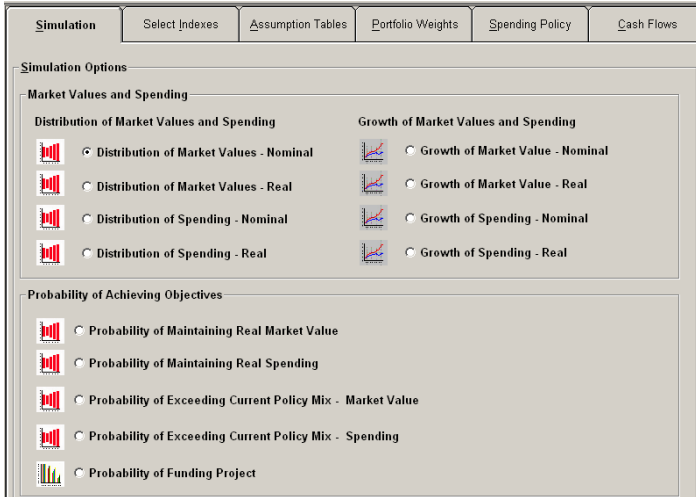 Simulation Select Indexes Assumption Tables Portfolio Weights Spending Policy Cash Flows
Simulation Options
Market Values and Spending
Distribution of Market Values and Spending
Distribution of Market Values - Nominal
Distribution of Market Values - Real
Distribution of Spending - Nominal
Distribution of Spending - Real
Growth of Market Values and Spending
Growth of Market Value - Nominal
Growth of Market Value - Real
Growth of Spending - Nominal
Growth of Spending - Real
Probability of Achieving Objectives
Probability of Maintaining Real Market Value
Probability of Maintaining Real Spending
Probability of Exceeding Current Policy Mix -  Market Value
Probability of Exceeding Current Policy Mix -  Spending
Probability of Funding Project